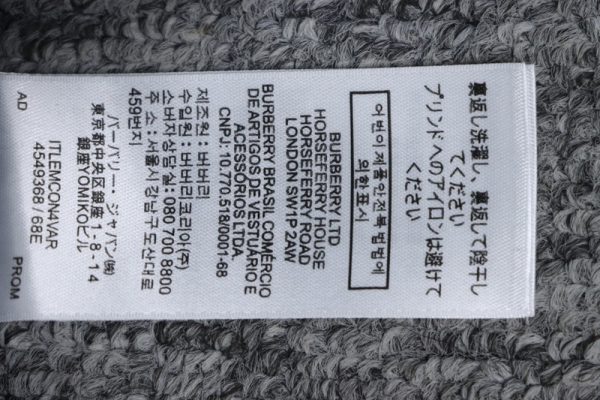 裏返し洗濯し、裏返して陰干し
てください
プリントへのアイロンは避けて
ください
어린이제품안전특별법에
의한표시
BURBERRY LTD
HORSEFERRY HOUSE
HORSEFERRY ROAD
LONDON SW1P 2AW
BURBERRY BRASIL COMÉRCIO
DE ARTIGOS DE VESTUÁRIO E
ACESSÓRIOS LTDA.
CNPJ: 10.770.518/0001-68
제조원 : 버버리
수입원 : 버버리코리아(주)
소비자상담실: 080 700 8800
주 소 : 서울시강남구도산대로
459번지
バーバリー・ジャパン㈱
東京都中央区銀座 1-8-14
銀座YOMIKOビル
ITLEMCON4VAR
4549368 / 68E
AD
PROM